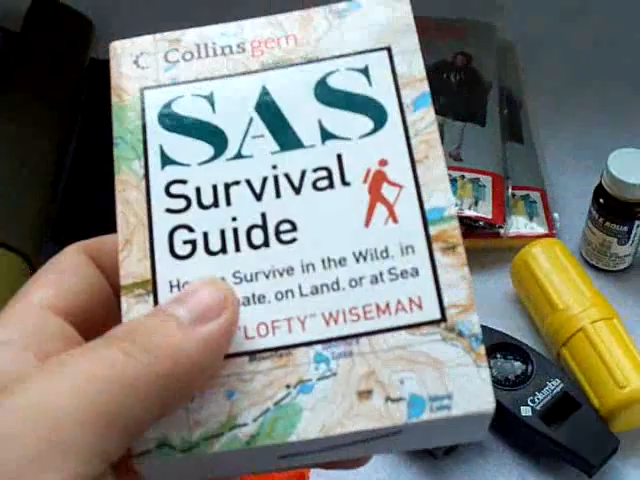 Collins gem
SAS
Survival
Guide
Survive in the Wild, in
on Land, or at Sea
"LOFTY" WISEMAN
Columbia